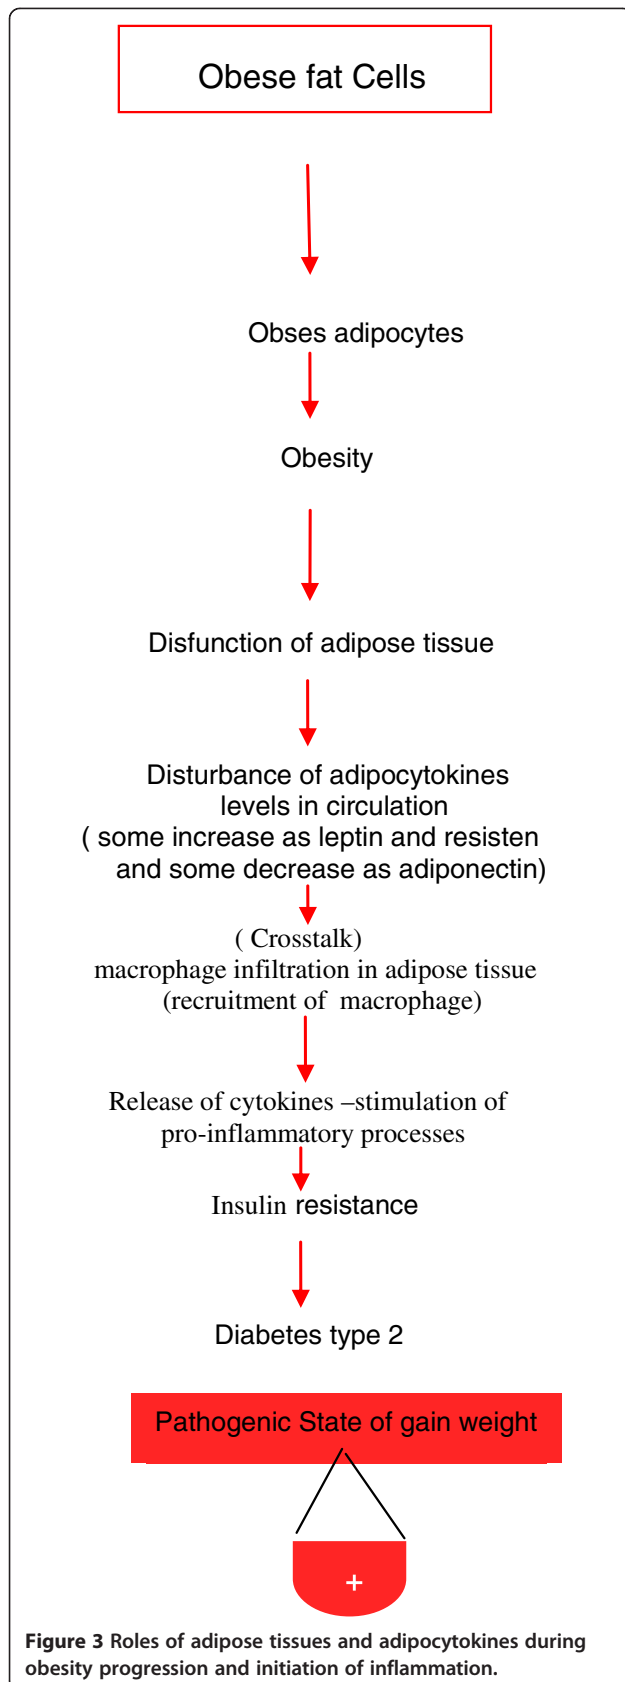 Obese fat Cells
Obses adipocytes
Obesity
Disfunction of adipose tissue
Disturbance of adipocytokines
levels in circulation
( some increase as leptin and resisten
and some decrease as adiponectin)
( Crosstalk)
macrophage infiltration in adipose tissue
(recruitment of macrophage)
Release of cytokines –stimulation of
pro-inflammatory processes
Insulin resistance
Diabetes type 2
Pathogenic State of gain weight
+
Figure 3 Roles of adipose tissues and adipocytokines during
obesity progression and initiation of inflammation.